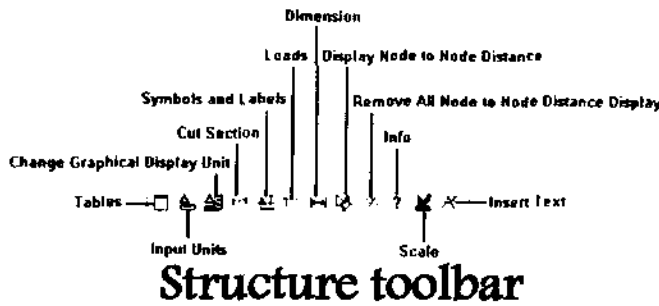 Dimension
Loads Display Node to Node Distance
Symbols and Labels Remove All Node to Node Distance Display
Cut Section Info
Change Graphical Display Unit
Tables Insert Text
Input Units Scale
Structure toolbar